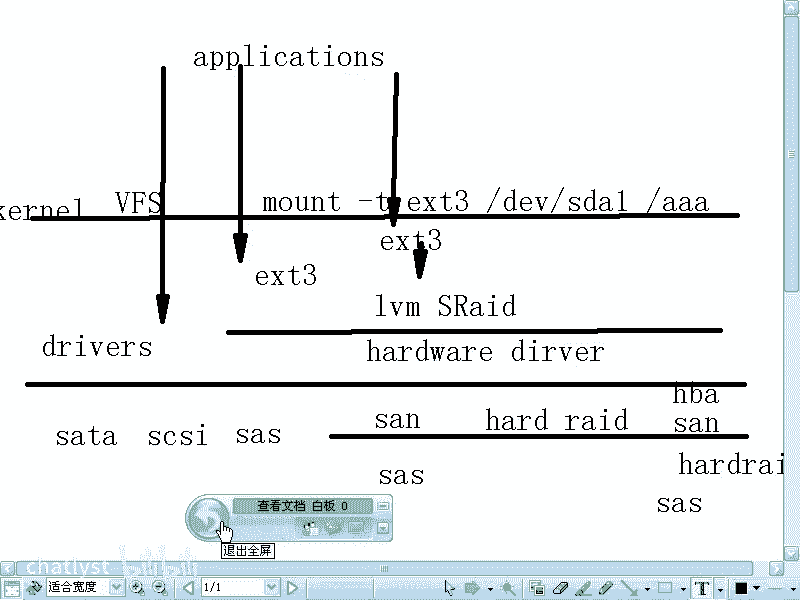 applications
kernel VFS mount -t ext3 /dev/sda1 /aaa
ext3
ext3
lvm SRaid
drivers
hardware dirver
hba
sata scsi sas san hard raid san
hardrai
sas
sas
查看文档 白板 0
退出全屏
chatlyst bilibili
适合宽度 1/1 T